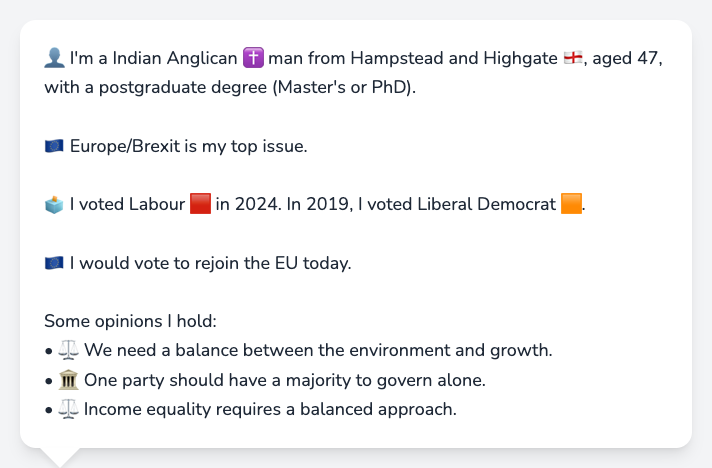 👤 I'm a Indian Anglican ✝️ man from Hampstead and Highgate 🏴󠁧󠁢󠁥󠁮󠁧󠁿, aged 47,
with a postgraduate degree (Master's or PhD).
🇪🇺 Europe/Brexit is my top issue.
🗳️ I voted Labour 🟥 in 2024. In 2019, I voted Liberal Democrat 🟧.
🇪🇺 I would vote to rejoin the EU today.
Some opinions I hold:
• ⚖️ We need a balance between the environment and growth.
• 🏛️ One party should have a majority to govern alone.
• ⚖️ Income equality requires a balanced approach.